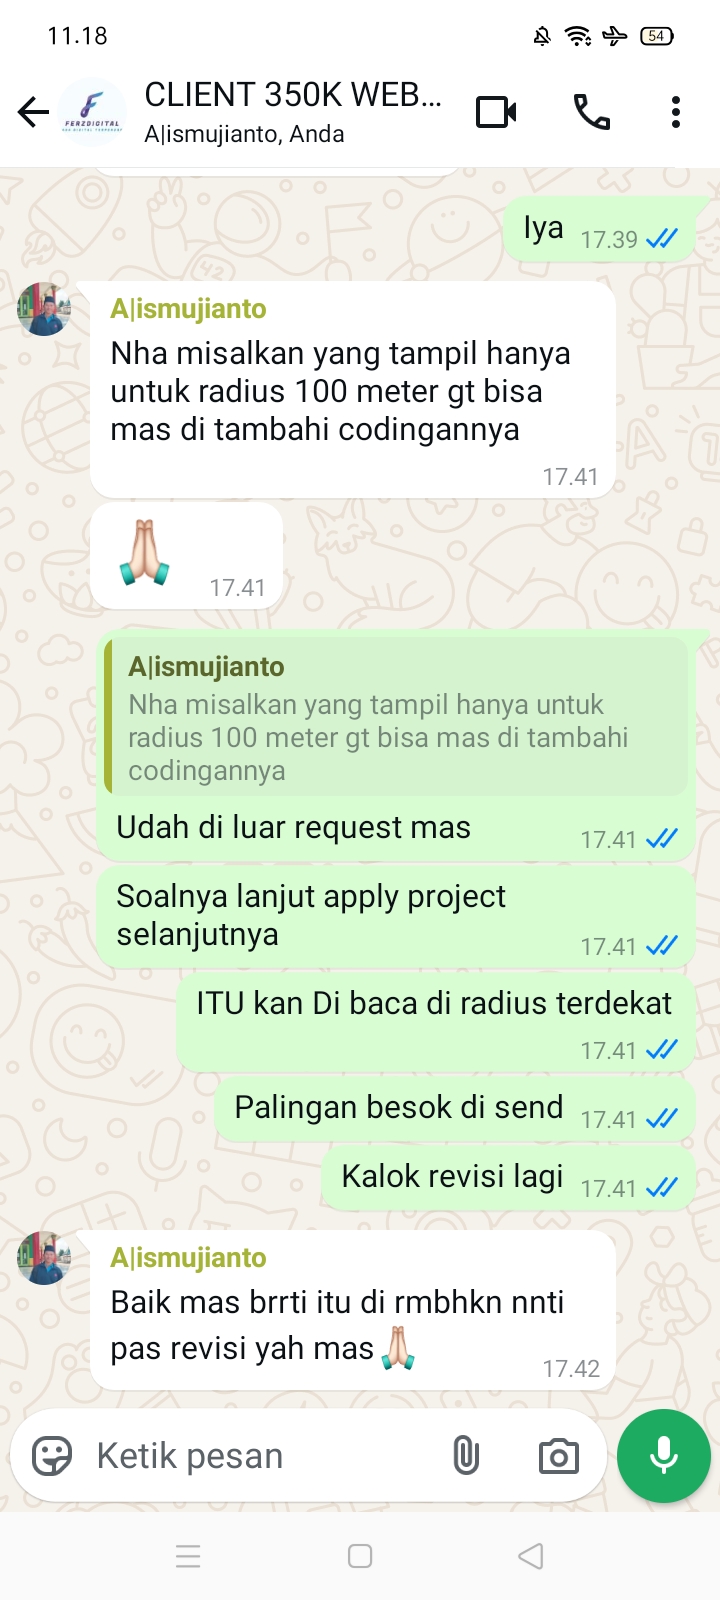 11.18
54
CLIENT 350K WEB...
A|ismujianto, Anda
FERZDIGITAL
Iya 17.39
A|ismujianto
Nha misalkan yang tampil hanya
untuk radius 100 meter gt bisa
mas di tambahi codingannya
17.41
17.41
A|ismujianto
Nha misalkan yang tampil hanya untuk
radius 100 meter gt bisa mas di tambahi
codingannya
Udah di luar request mas 17.41
Soalnya lanjut apply project
selanjutnya 17.41
ITU kan Di baca di radius terdekat
17.41
Palingan besok di send 17.41
Kalok revisi lagi 17.41
A|ismujianto
Baik mas brrti itu di rmbhkn nnti
pas revisi yah mas🙏🏻 17.42
Ketik pesan